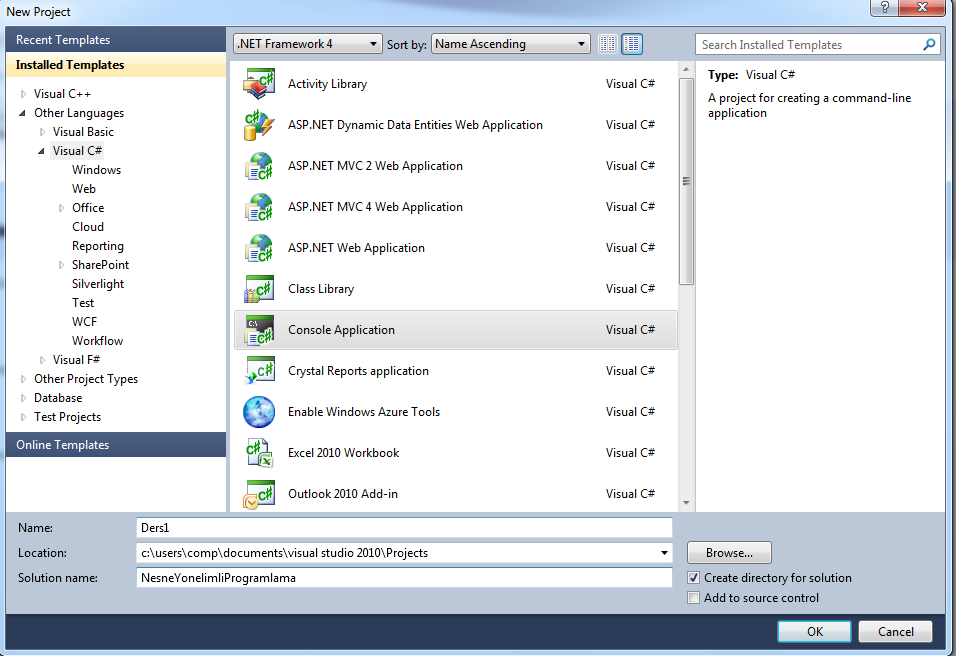 New Project
Recent Templates
Installed Templates
Visual C++
Other Languages
Visual Basic
Visual C#
Windows
Web
Office
Cloud
Reporting
SharePoint
Silverlight
Test
WCF
Workflow
Visual F#
Other Project Types
Database
Test Projects
Online Templates
.NET Framework 4 Sort by: Name Ascending
Activity Library Visual C#
ASP.NET Dynamic Data Entities Web Application Visual C#
ASP.NET MVC 2 Web Application Visual C#
ASP.NET MVC 4 Web Application Visual C#
ASP.NET Web Application Visual C#
Class Library Visual C#
Console Application Visual C#
Crystal Reports application Visual C#
Enable Windows Azure Tools Visual C#
Excel 2010 Workbook Visual C#
Outlook 2010 Add-in Visual C#
Search Installed Templates
Type: Visual C#
A project for creating a command-line
application
Name: Ders1
Location: c:\users\comp\documents\visual studio 2010\Projects
Browse...
Solution name: NesneYonelimliProgramlama
Create directory for solution
Add to source control
OK Cancel